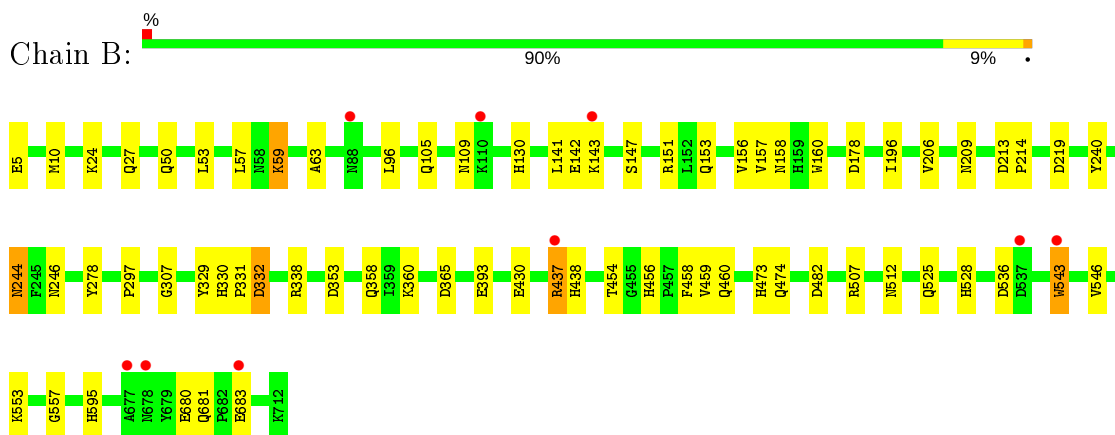 %
Chain B:
90% 9% •
E5 M10 K24 Q27 Q50 L53 L57 N58 K59 A63 N88 L96 Q105 N109 K110 H130 L141 E142 K143 S147 R151 L152 Q153 V156 V157 N158 H159 W160 D178 I196 V206 N209 D213 P214 D219 Y240
N244 F245 N246 Y278 P297 G307 Y329 H330 P331 D332 R338 D353 Q358 I359 K360 D365 E393 E430 R437 H438 T454 G455 H456 P457 F458 V459 Q460 H473 Q474 D482 R507 N512 Q525 H528 D536 D537 W543 V546
K553 G557 H595 A677 N678 Y679 E680 Q681 P682 E683 K712